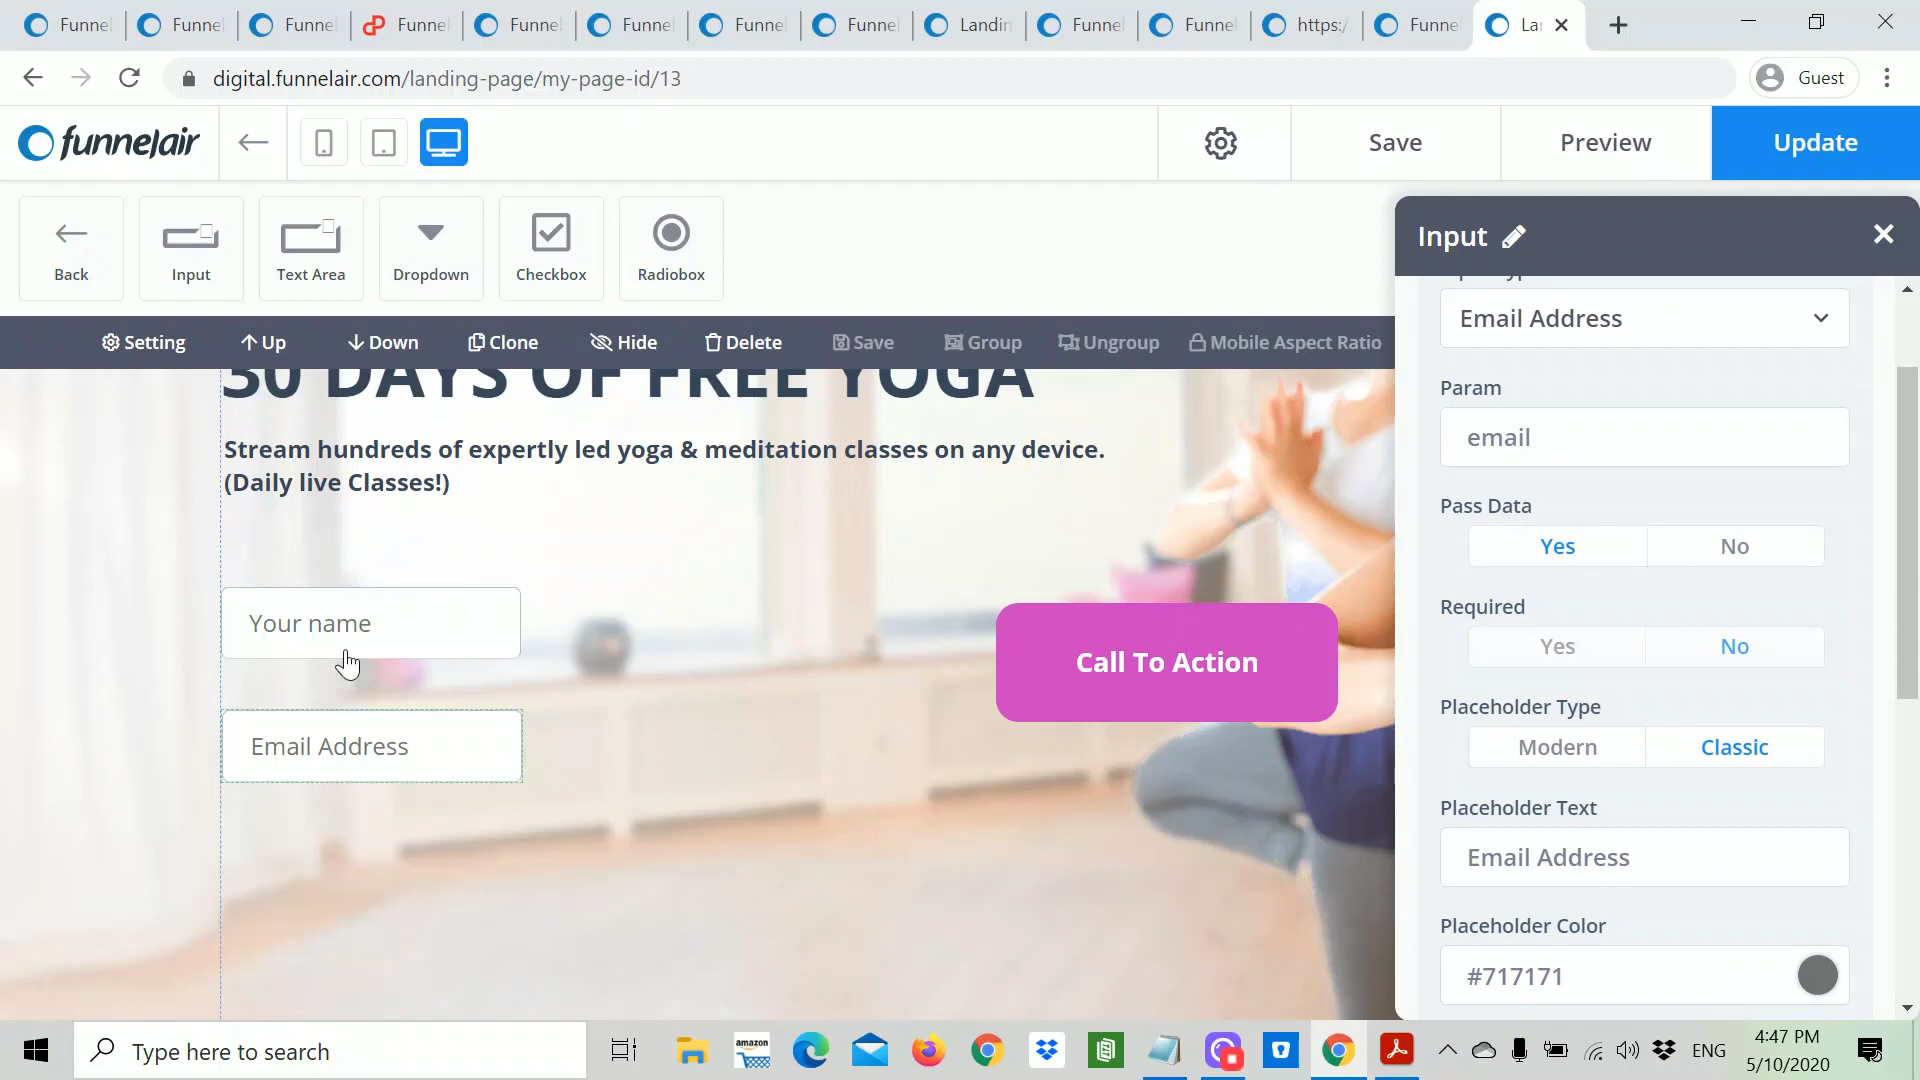 Funnel
Funnel
Funnel
Funnel
Funnel
Funnel
Funnel
Funnel
Landin
Funnel
Funnel
https:/
Funne
La
digital.funnelair.com/landing-page/my-page-id/13
Guest
funnelair
Save
Preview
Update
Back
Input
Text Area
Dropdown
Checkbox
Radiobox
Input
Setting
Up
Down
Clone
Hide
Delete
Save
Group
Ungroup
Mobile Aspect Ratio
30 DAYS OF FREE YOGA
Stream hundreds of expertly led yoga & meditation classes on any device.
(Daily live Classes!)
Your name
Email Address
Call To Action
Email Address
Param
email
Pass Data
Yes
No
Required
Yes
No
Placeholder Type
Modern
Classic
Placeholder Text
Email Address
Placeholder Color
#717171
Type here to search
amazon
ENG
4:47 PM
5/10/2020